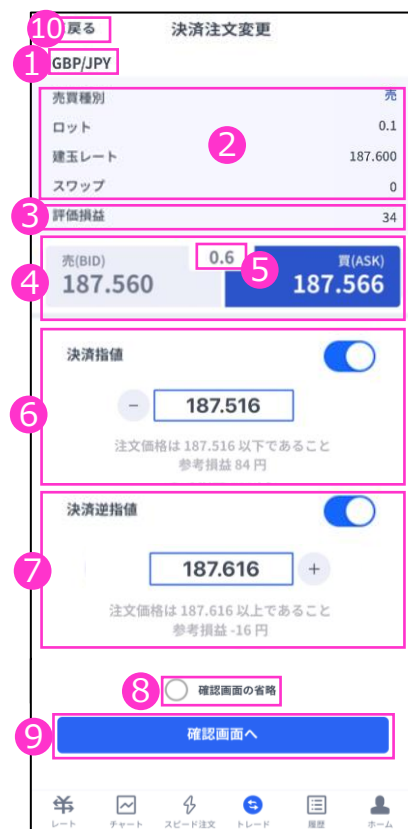 10 戻る 決済注文変更
1 GBP/JPY
売買種別 売
ロット 0.1
2
建玉レート 187.600
スワップ 0
3 評価損益 34
売(BID) 0.6 買(ASK)
4 187.560 5 187.566
決済指値
6 − 187.516
注文価格は 187.516 以下であること
参考損益 84 円
決済逆指値
7 187.616 +
注文価格は 187.616 以上であること
参考損益 -16 円
8 確認画面の省略
9 確認画面へ
レート チャート スピード注文 トレード 履歴 ホーム